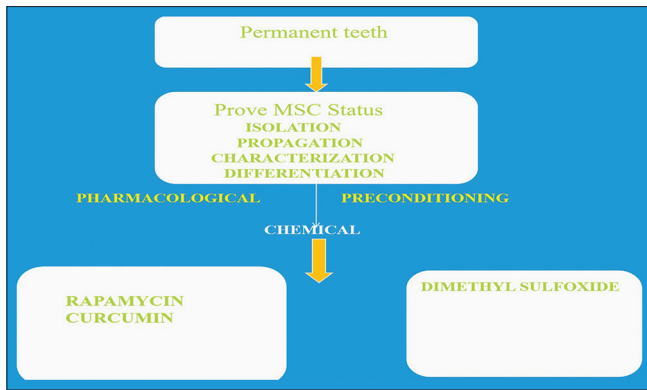 Permanent teeth
Prove MSC Status
ISOLATION
PROPAGATION
CHARACTERIZATION
DIFFERENTIATION
PHARMACOLOGICAL PRECONDITIONING
CHEMICAL
RAPAMYCIN
CURCUMIN
DIMETHYL SULFOXIDE